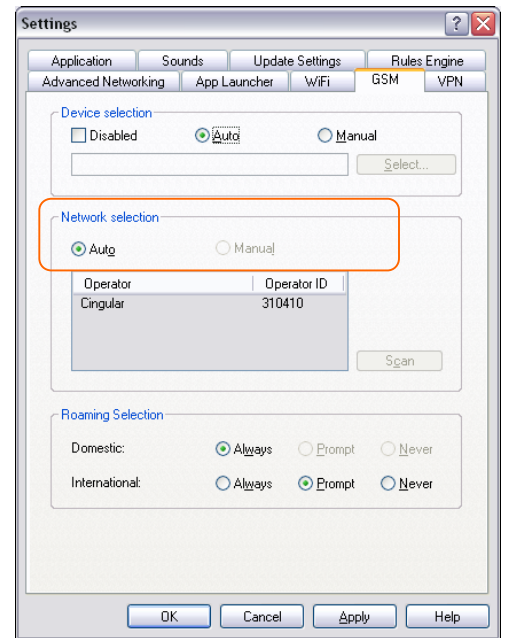 Settings
Application Sounds Update Settings Rules Engine
Advanced Networking App Launcher WiFi GSM VPN
Device selection
Disabled Auto Manual
Select...
Network selection
Auto Manual
Operator Operator ID
Cingular 310410
Scan
Roaming Selection
Domestic: Always Prompt Never
International: Always Prompt Never
OK Cancel Apply Help